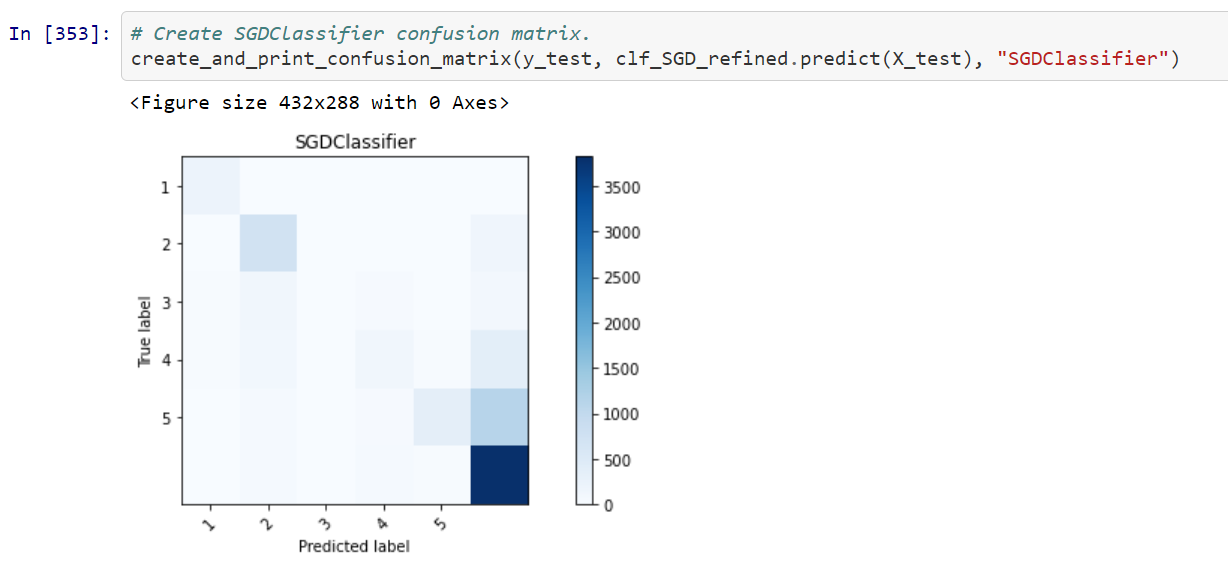 In [353]: # Create SGDClassifier confusion matrix.
create_and_print_confusion_matrix(y_test, clf_SGD_refined.predict(X_test), "SGDClassifier")
<Figure size 432x288 with 0 Axes>
SGDClassifier
True label
1
2
3
4
5
1 2 3 4 5
Predicted label
3500
3000
2500
2000
1500
1000
500
0